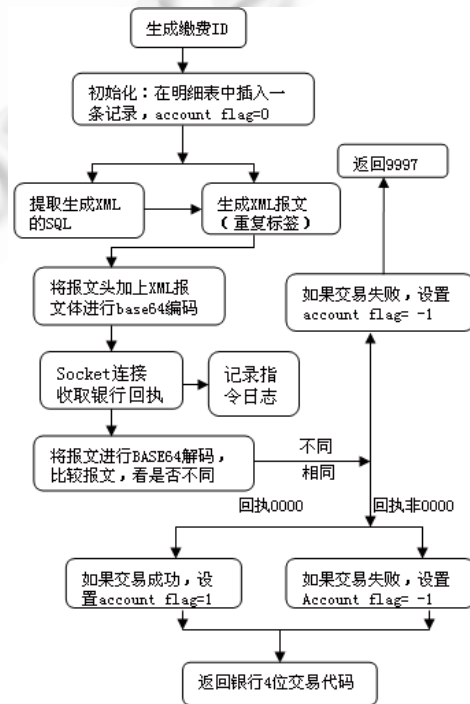 生成缴费ID
初始化：在明细表中插入一
条记录，account flag=0
返回9997
提取生成XML
的SQL
生成XML报文
（重复标签）
将报文头加上XML报
文体进行base64编码
如果交易失败，设置
account flag= -1
Socket连接
收取银行回执
记录指
令日志
将报文进行BASE64解码，
比较报文，看是否不同
不同
相同
回执0000
回执非0000
如果交易成功，设
置account flag=1
如果交易失败，设置
Account flag= -1
返回银行4位交易代码